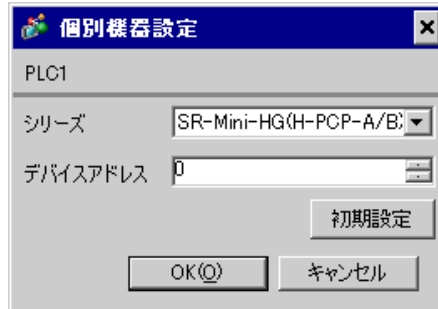 個別機器設定
PLC1
シリーズ SR-Mini-HG(H-PCP-A/B)
デバイスアドレス 0
初期設定
OK(O) キャンセル